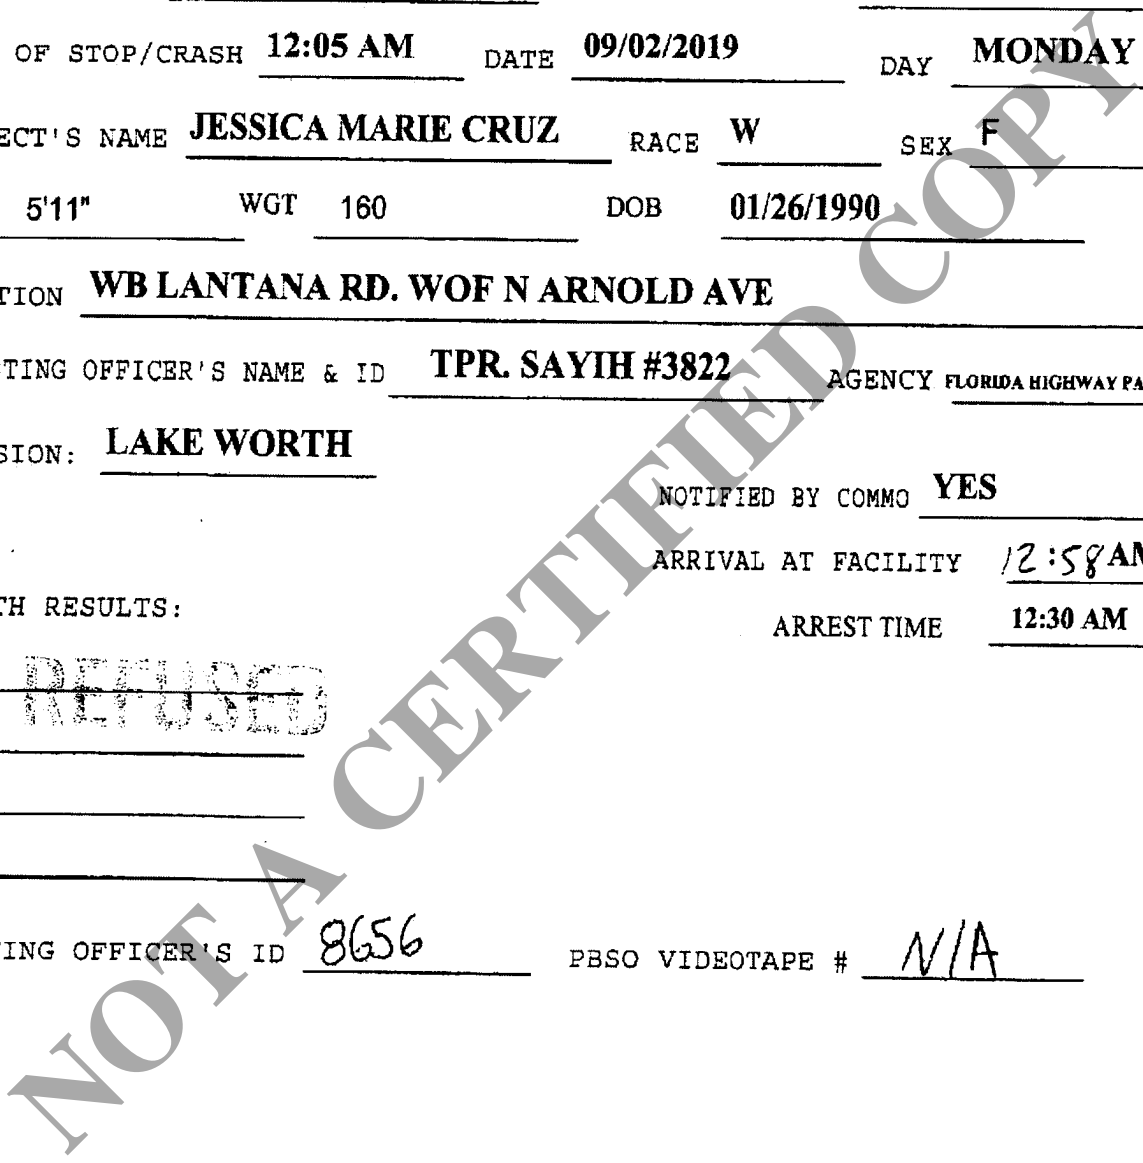 OF STOP/CRASH 12:05 AM DATE 09/02/2019 DAY MONDAY
ECT'S NAME JESSICA MARIE CRUZ RACE W SEX F
5'11" WGT 160 DOB 01/26/1990
TION WB LANTANA RD. WOF N ARNOLD AVE
TING OFFICER'S NAME & ID TPR. SAYIH #3822 AGENCY FLORIDA HIGHWAY PA
SION: LAKE WORTH
NOTIFIED BY COMMO YES
ARRIVAL AT FACILITY 12:58 AM
TH RESULTS:
ARREST TIME 12:30 AM
REFUSED
TING OFFICER'S ID 8656 PBSO VIDEOTAPE # N/A
NOT A CERTIFIED COPY